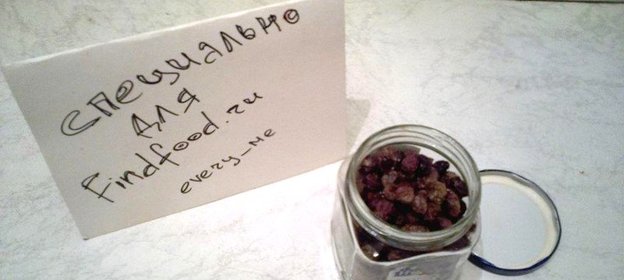 специально
для
Findfood.ru
every_me